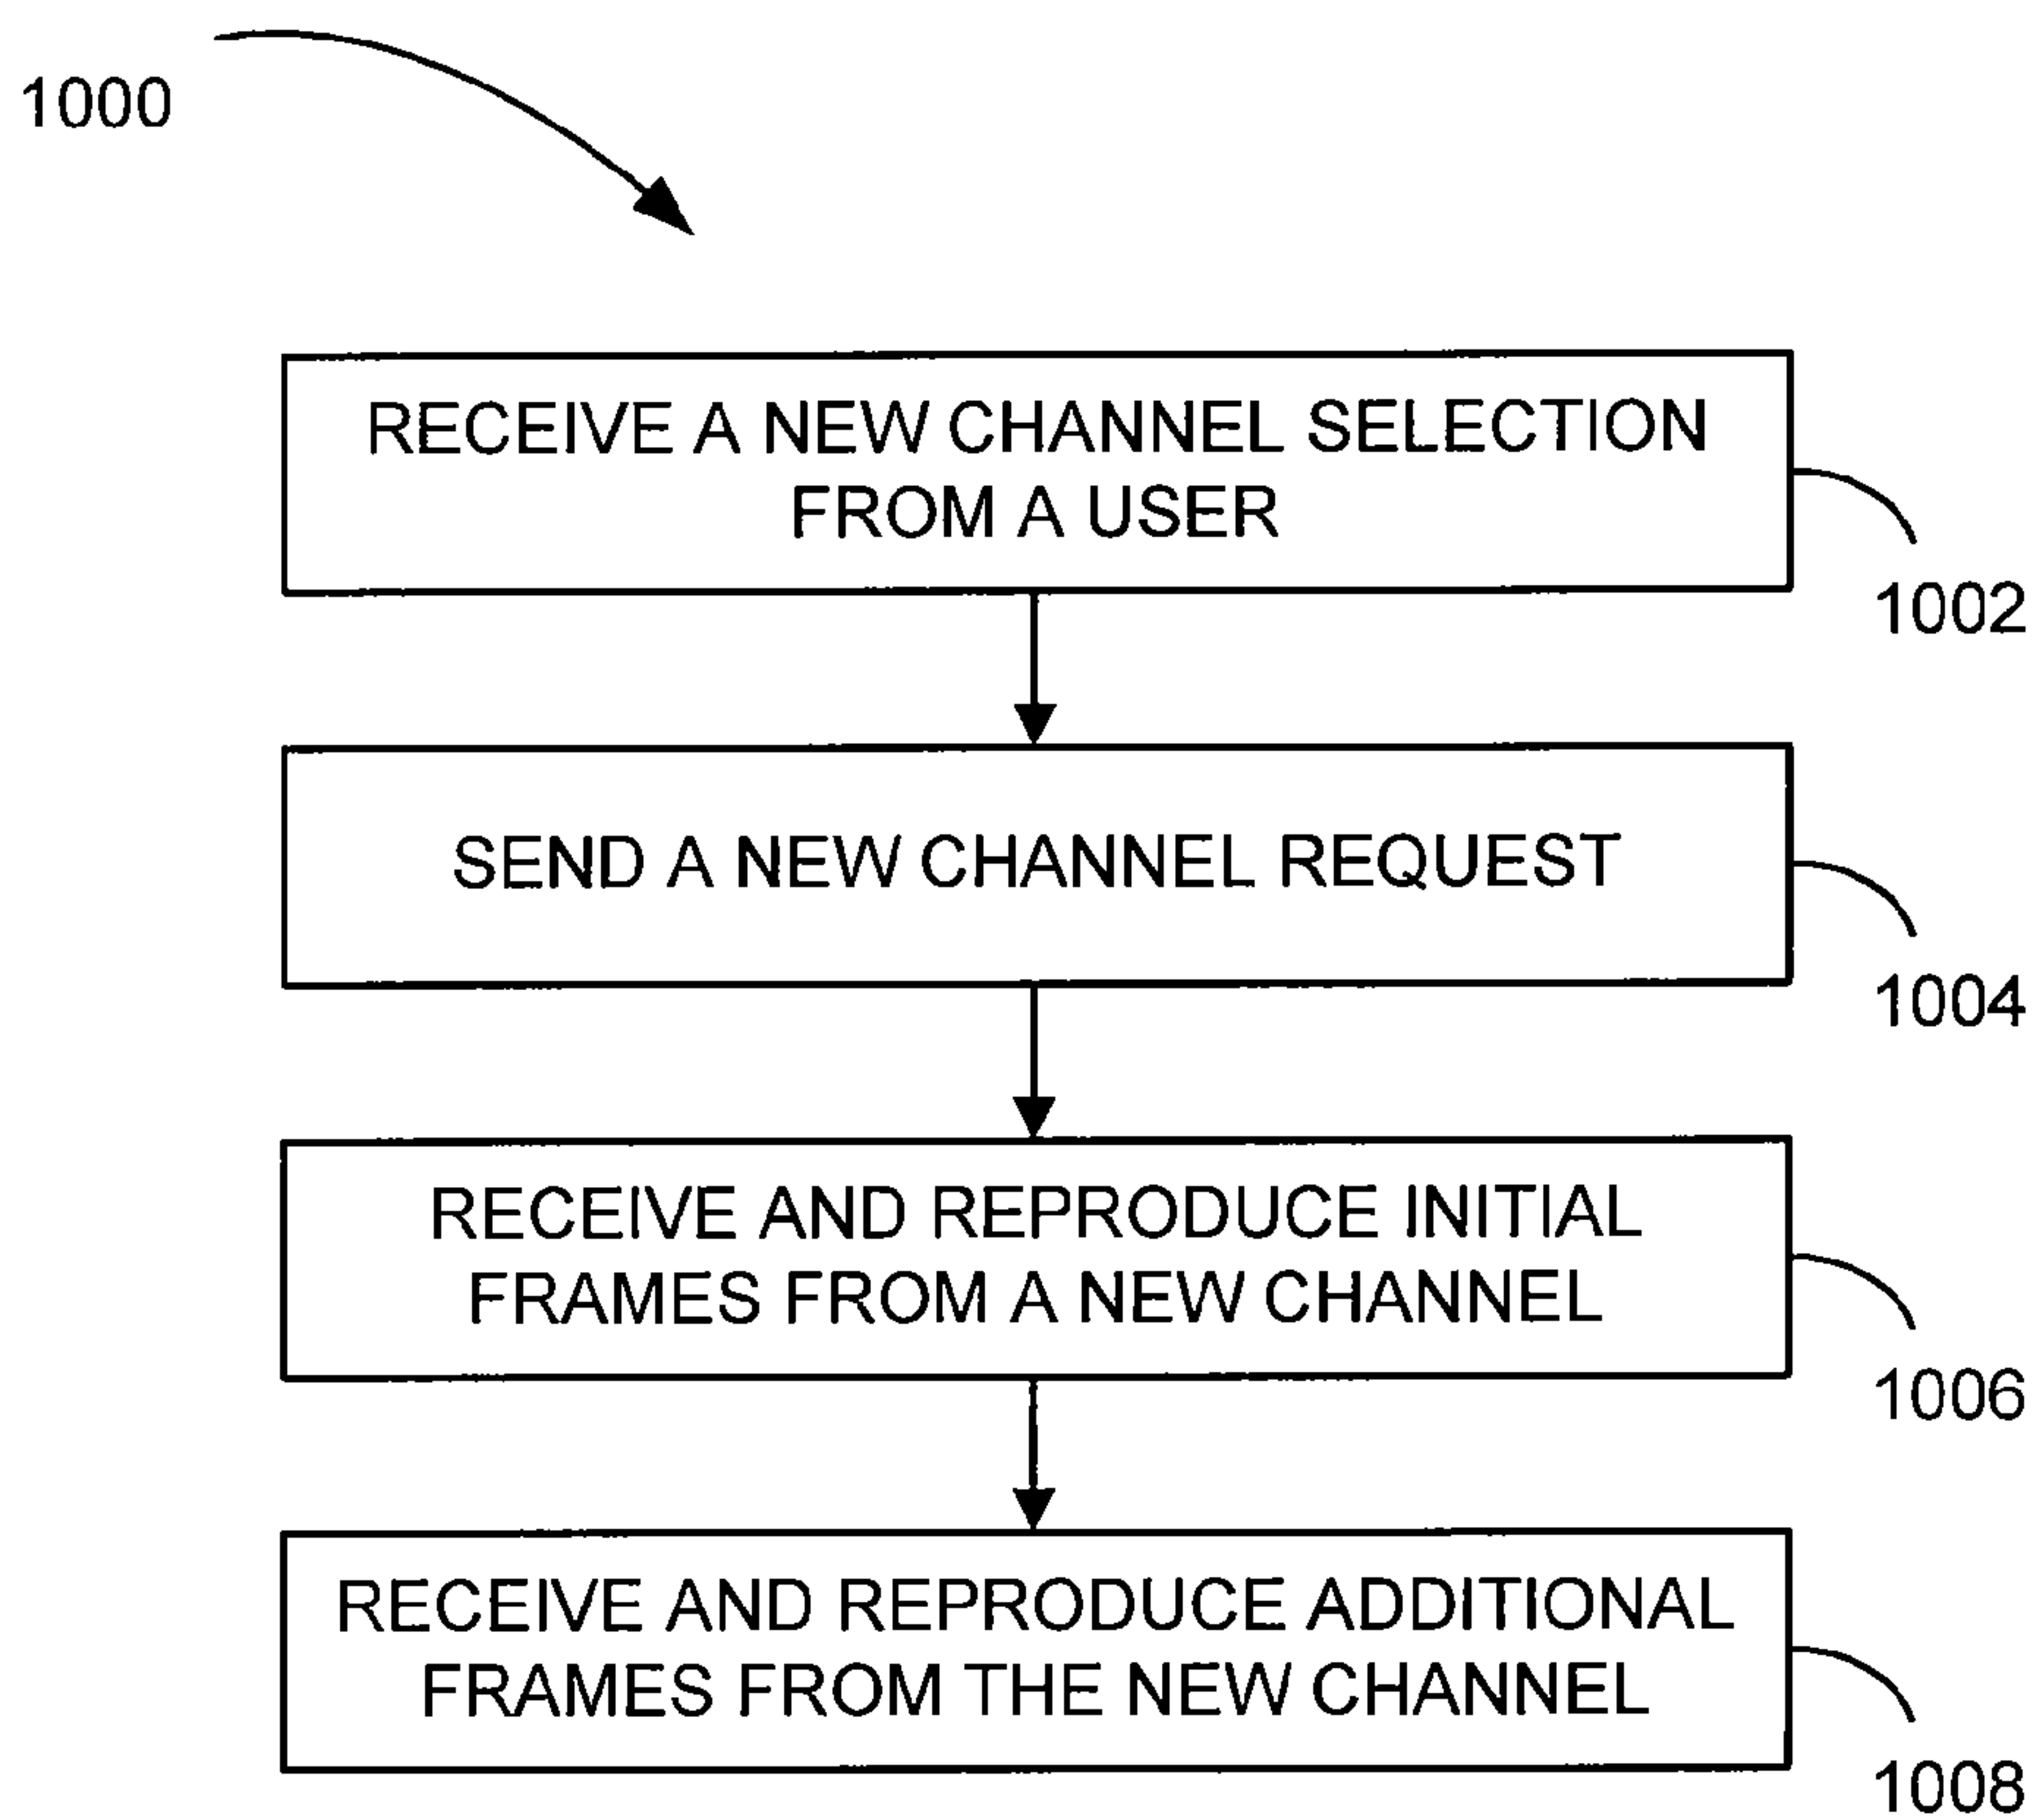 1000
RECEIVE A NEW CHANNEL SELECTION
FROM A USER
1002
SEND A NEW CHANNEL REQUEST
1004
RECEIVE AND REPRODUCE INITIAL
FRAMES FROM A NEW CHANNEL
1006
RECEIVE AND REPRODUCE ADDITIONAL
FRAMES FROM THE NEW CHANNEL
1008